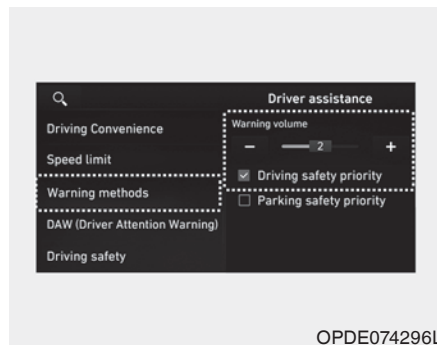 Driver assistance
Driving Convenience
Speed limit
Warning methods
DAW (Driver Attention Warning)
Driving safety
Warning volume
− 2 +
Driving safety priority
Parking safety priority
OPDE074296L